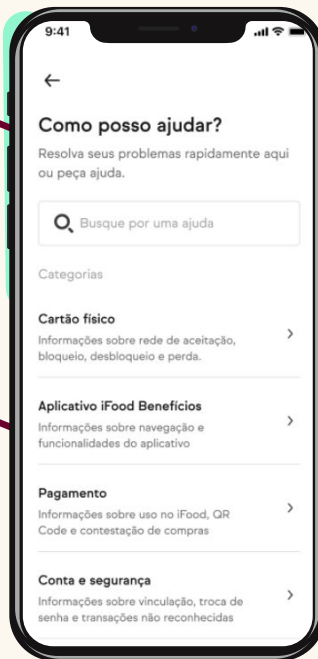 9:41
Como posso ajudar?
Resolva seus problemas rapidamente aqui
ou peça ajuda.
Busque por uma ajuda
Categorias
Cartão físico
Informações sobre rede de aceitação,
bloqueio, desbloqueio e perda.
Aplicativo iFood Benefícios
Informações sobre navegação e
funcionalidades do aplicativo
Pagamento
Informações sobre uso no iFood, QR
Code e contestação de compras
Conta e segurança
Informações sobre vinculação, troca de
senha e transações não reconhecidas